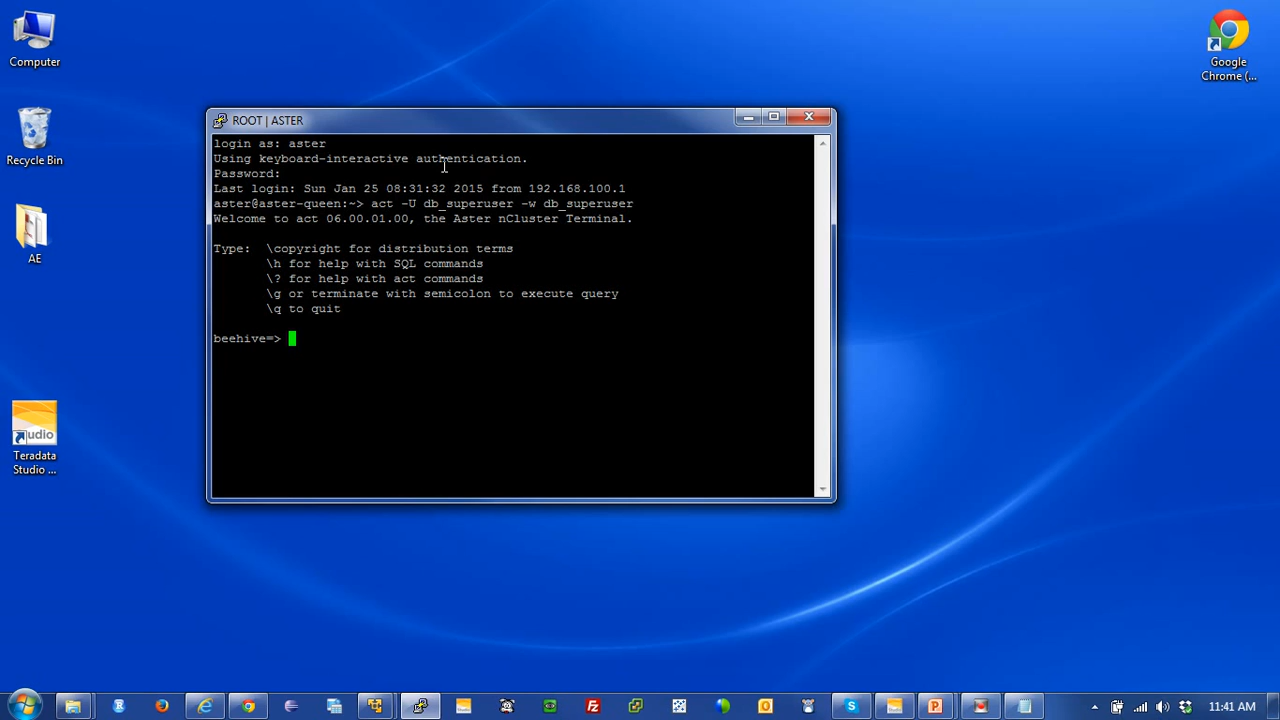 Computer
Recycle Bin
AE
udio
Teradata
Studio ...
Google
Chrome (...
ROOT | ASTER
login as: aster
Using keyboard-interactive authentication.
Password:
Last login: Sun Jan 25 08:31:32 2015 from 192.168.100.1
aster@aster-queen:~> act -U db_superuser -w db_superuser
Welcome to act 06.00.01.00, the Aster nCluster Terminal.
Type:  \copyright for distribution terms
\h for help with SQL commands
\? for help with act commands
\g or terminate with semicolon to execute query
\q to quit
beehive=>
11:41 AM